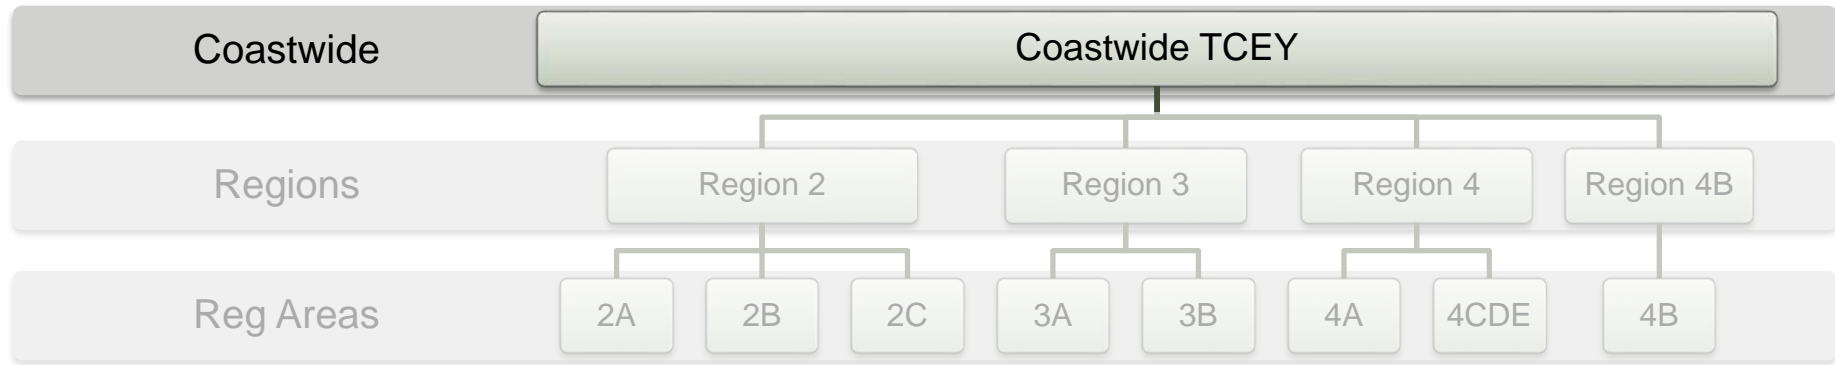 Coastwide
Coastwide TCEY
Regions
Region 2
Region 3
Region 4
Region 4B
Reg Areas
2A
2B
2C
3A
3B
4A
4CDE
4B